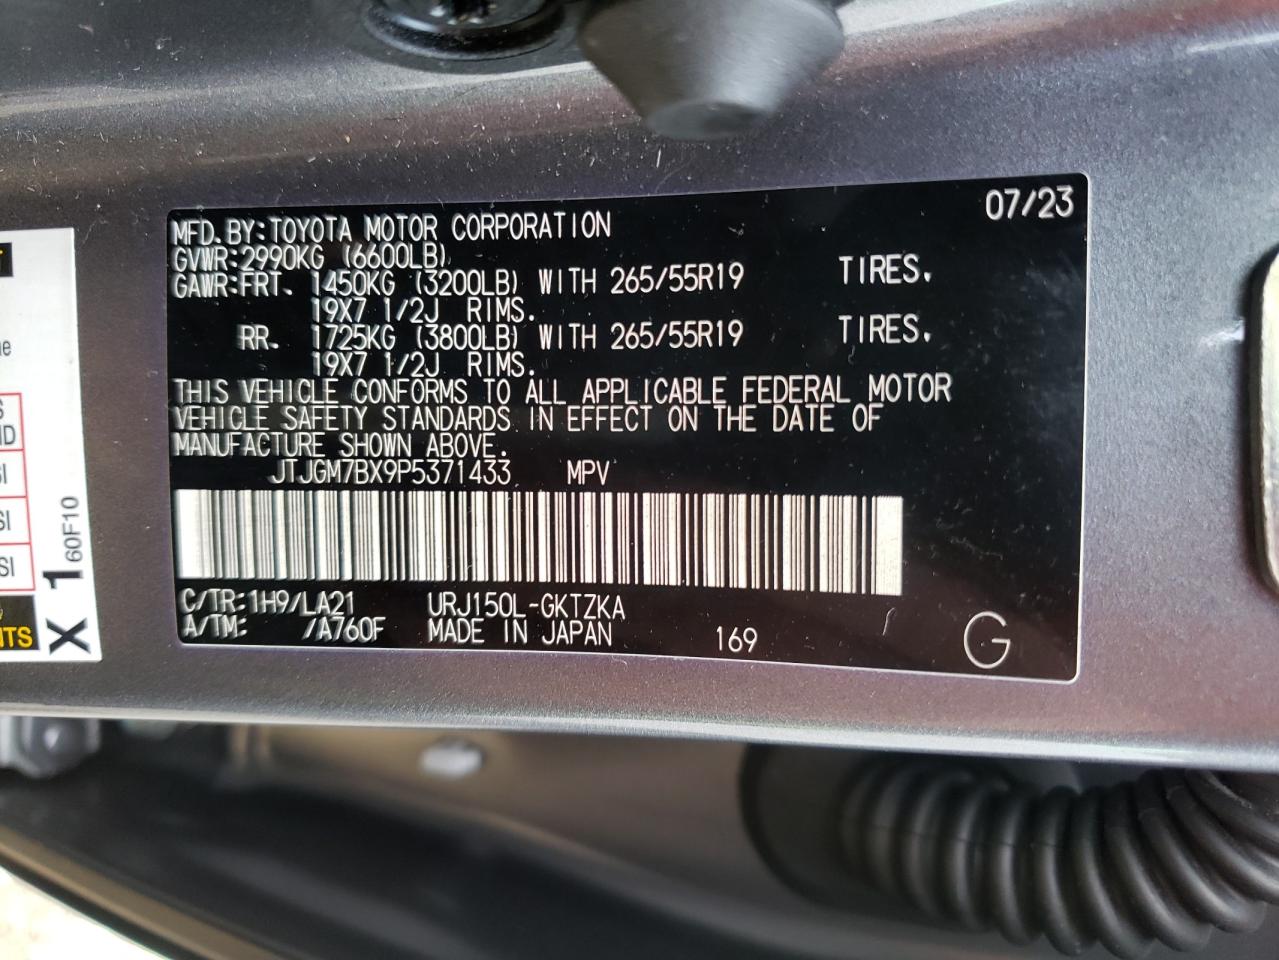 07/23
MFD.BY:TOYOTA MOTOR CORPORATION
GVWR:2990KG (6600LB)
GAWR:FRT. 1450KG (3200LB) WITH 265/55R19 TIRES.
19X7 1/2J RIMS.
RR. 1725KG (3800LB) WITH 265/55R19 TIRES.
19X7 1/2J RIMS.
THIS VEHICLE CONFORMS TO ALL APPLICABLE FEDERAL MOTOR
VEHICLE SAFETY STANDARDS IN EFFECT ON THE DATE OF
MANUFACTURE SHOWN ABOVE.
JTJGM7BX9P5371433 MPV
C/TR:1H9/LA21 URJ150L-GKTZKA
A/TM: /A760F MADE IN JAPAN 169 G
X1 60F10